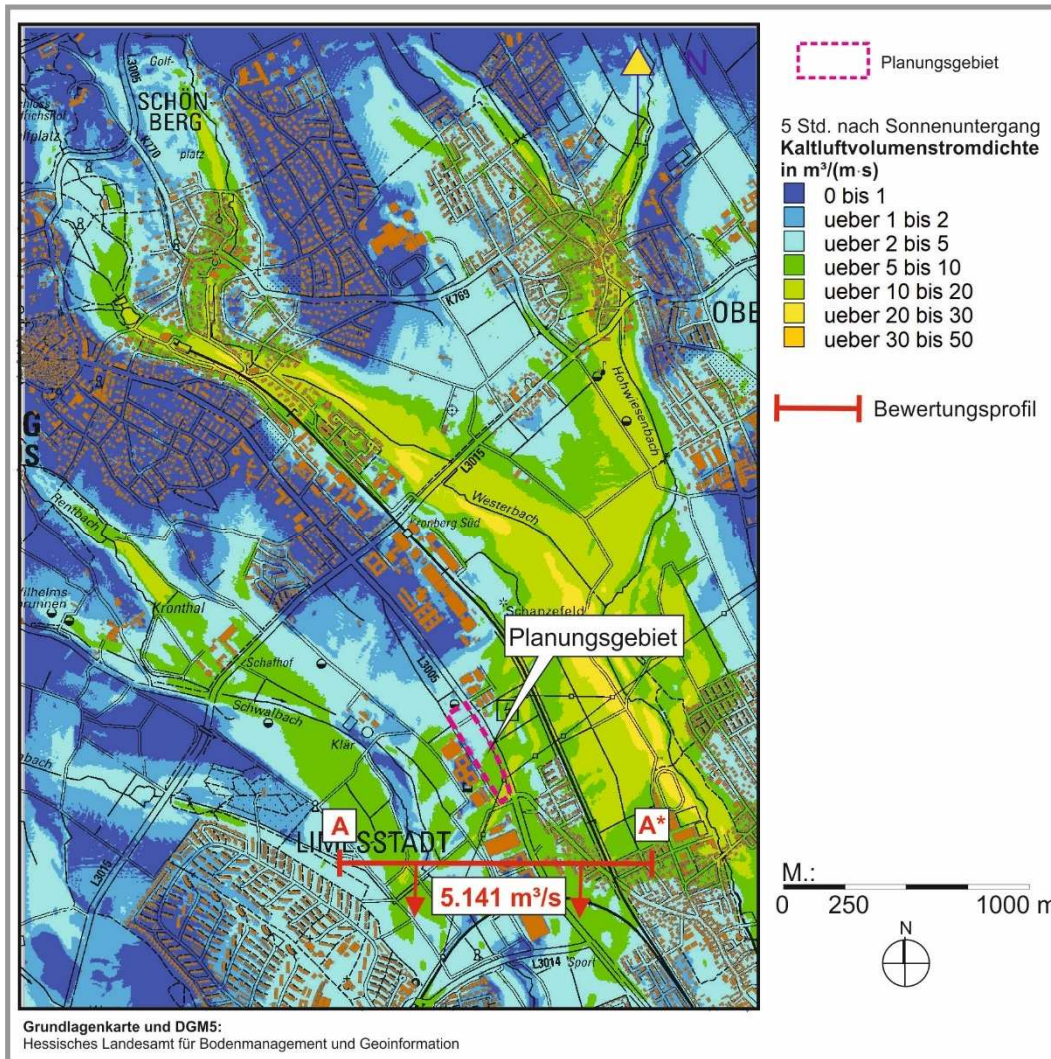 Golf-
SCHÖN
BERG
platz
L3005
K770
N
K769
OBE
Hohwiesenbach
G
S
L3015
Westerbach
Kronberg Süd
Rentbach
Kronthal
Schafhof
Schanzefeld
Planungsgebiet
L3005
Schwalbach
Klär
A
A*
LIMESSTADT
5.141 m³/s
L3016
L3014
Sport
Planungsgebiet
5 Std. nach Sonnenuntergang
Kaltluftvolumenstromdichte
in m³/(m·s)
0 bis 1
ueber 1 bis 2
ueber 2 bis 5
ueber 5 bis 10
ueber 10 bis 20
ueber 20 bis 30
ueber 30 bis 50
Bewertungsprofil
M.:
0 250 1000 m
N
Grundlagenkarte und DGM5:
Hessisches Landesamt für Bodenmanagement und Geoinformation